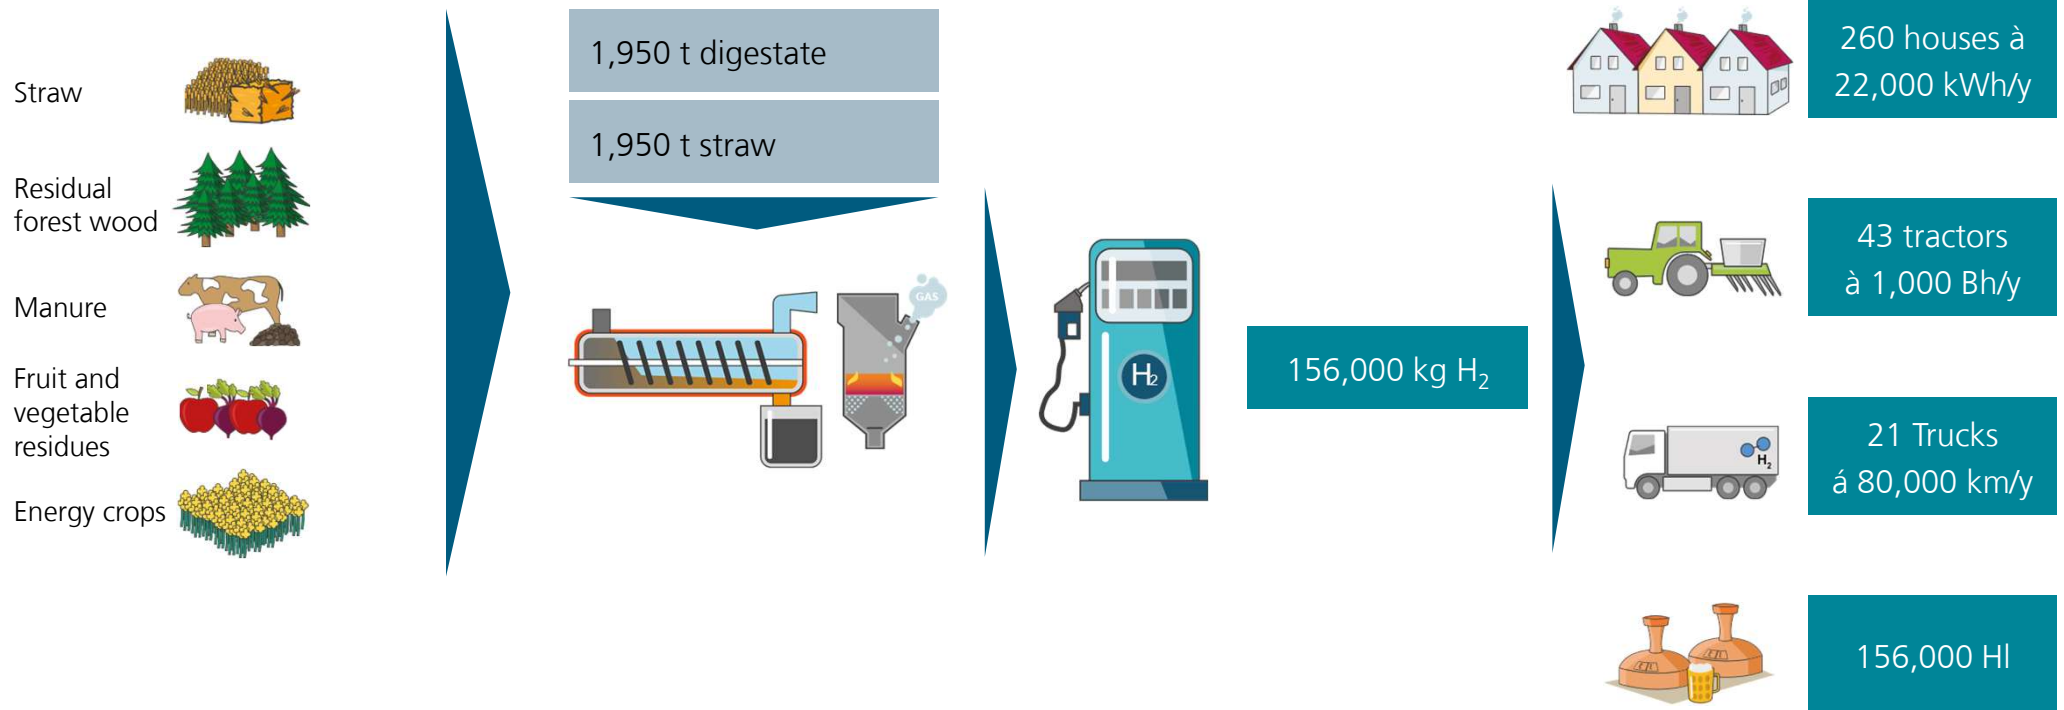 Straw
Residual
forest wood
Manure
Fruit and
vegetable
residues
Energy crops
1,950 t digestate
1,950 t straw
GAS
H2
156,000 kg H₂
260 houses à
22,000 kWh/y
43 tractors
à 1,000 Bh/y
H₂
21 Trucks
á 80,000 km/y
156,000 Hl